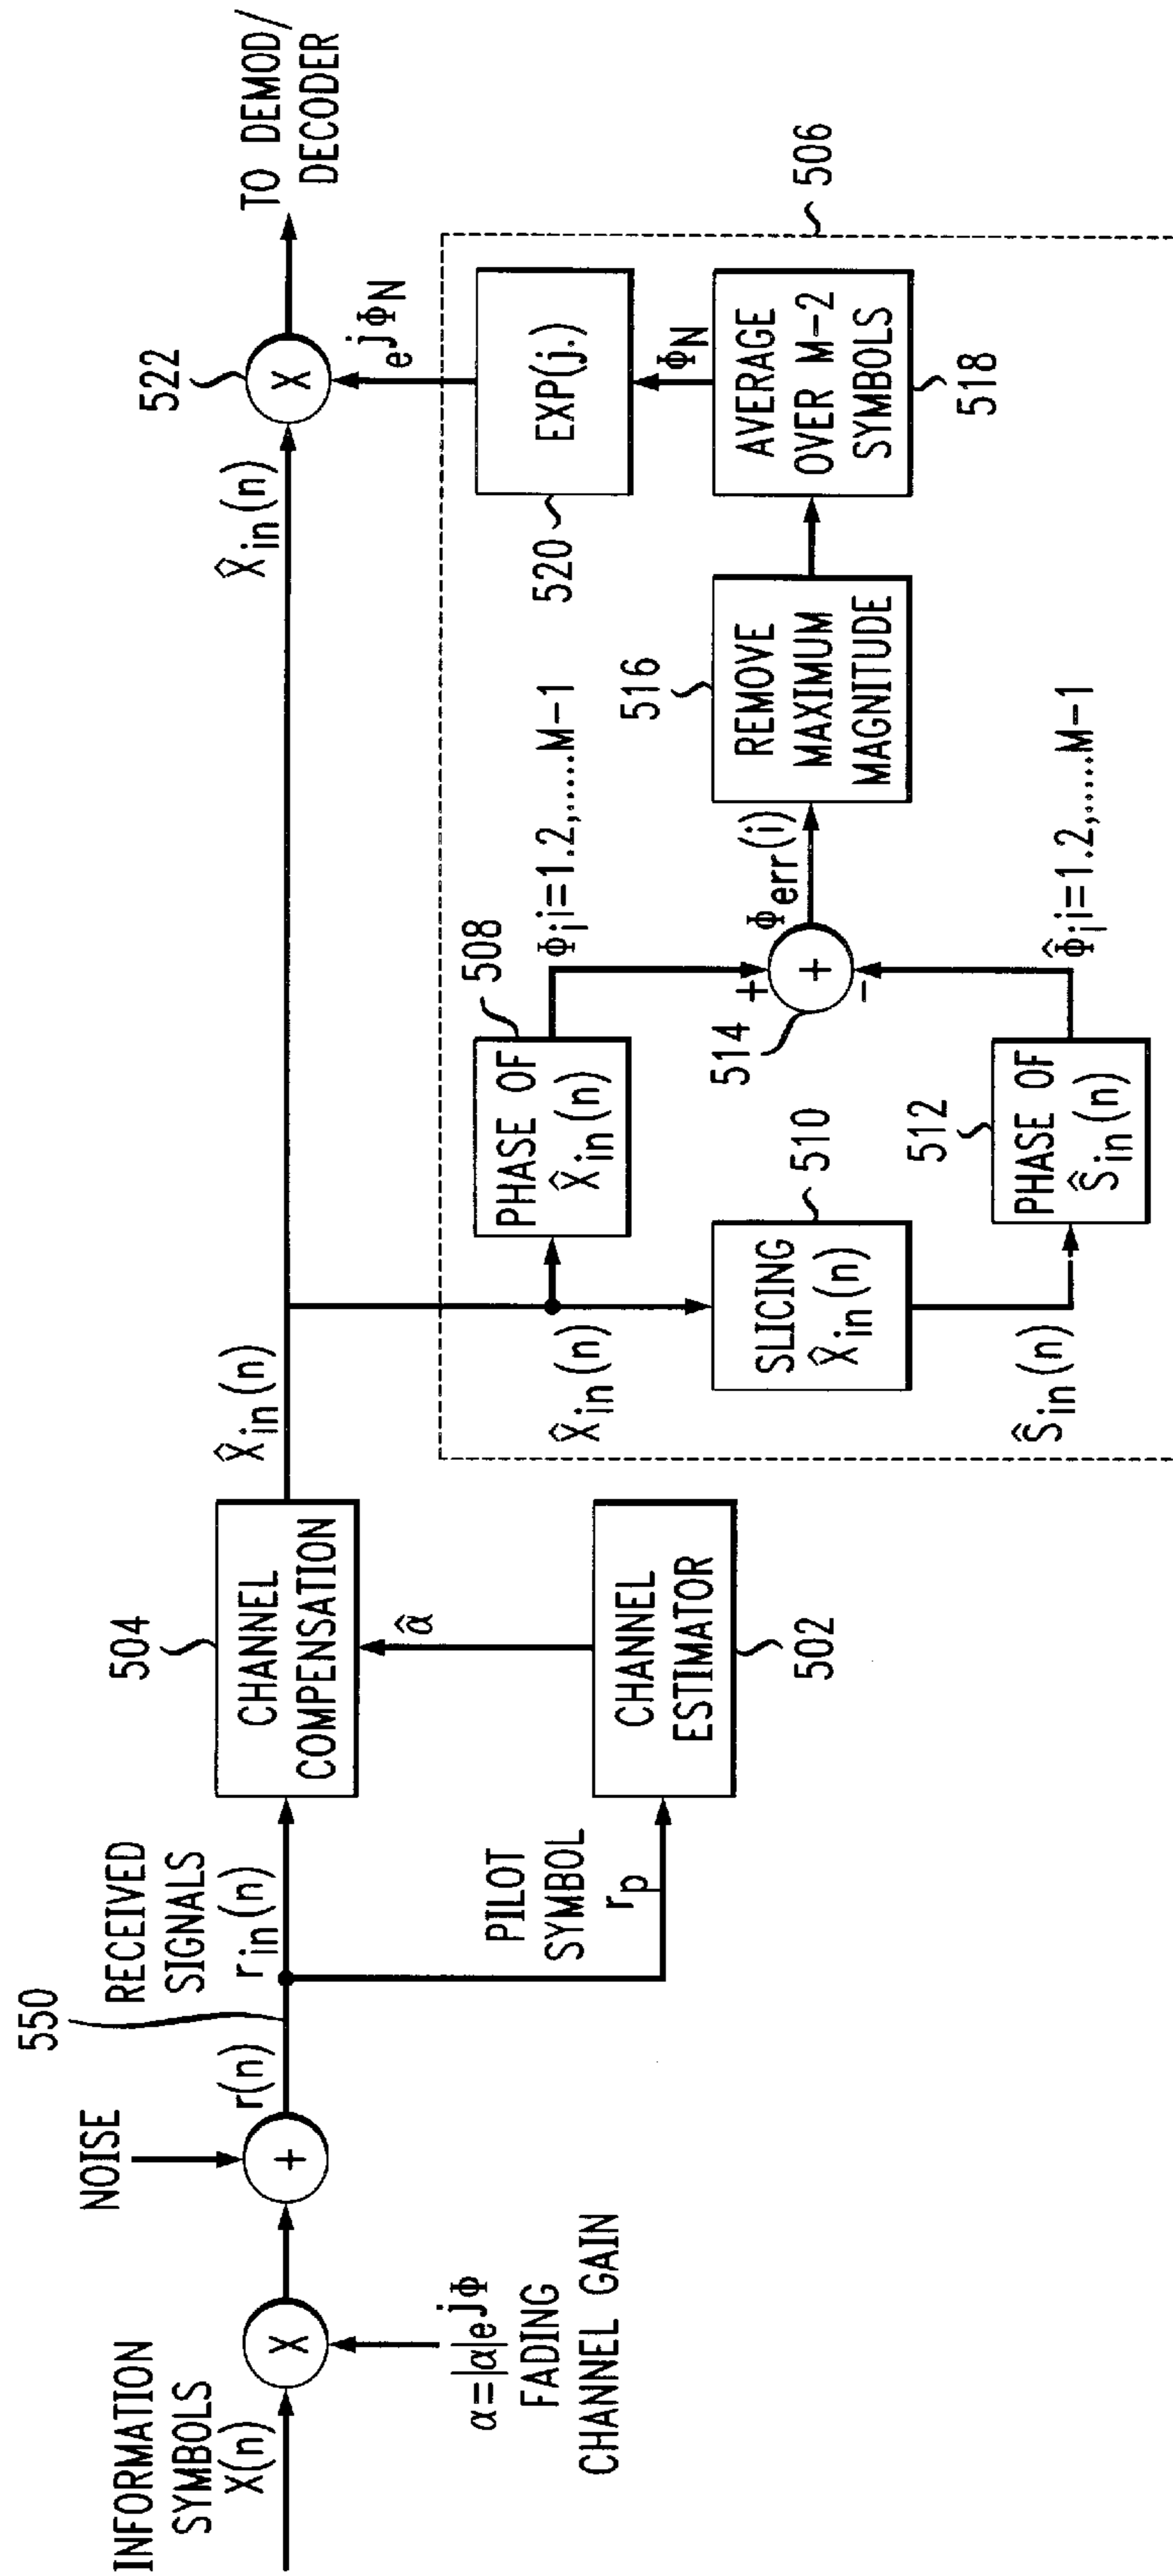 INFORMATION
SYMBOLS
X(n)
X
α=|α|e^jΦ
FADING
CHANNEL GAIN
NOISE
+
r(n)
550
RECEIVED
SIGNALS
r_in(n)
PILOT
SYMBOL
r_p
504
CHANNEL
COMPENSATION
α̂
CHANNEL
ESTIMATOR
502
X̂_in(n)
X̂_in(n)
SLICING
X̂_in(n)
510
Ŝ_in(n)
PHASE OF
X̂_in(n)
508
Φ_i i=1.2,.....M-1
512
PHASE OF
Ŝ_in(n)
Φ̂_i i=1.2,.....M-1
514
+
+
-
Φ_err(i)
516
REMOVE
MAXIMUM
MAGNITUDE
AVERAGE
OVER M-2
SYMBOLS
518
Φ_N
EXP(j.)
520
e^jΦ_N
X̂_in(n)
522
X
TO DEMOD/
DECODER
506